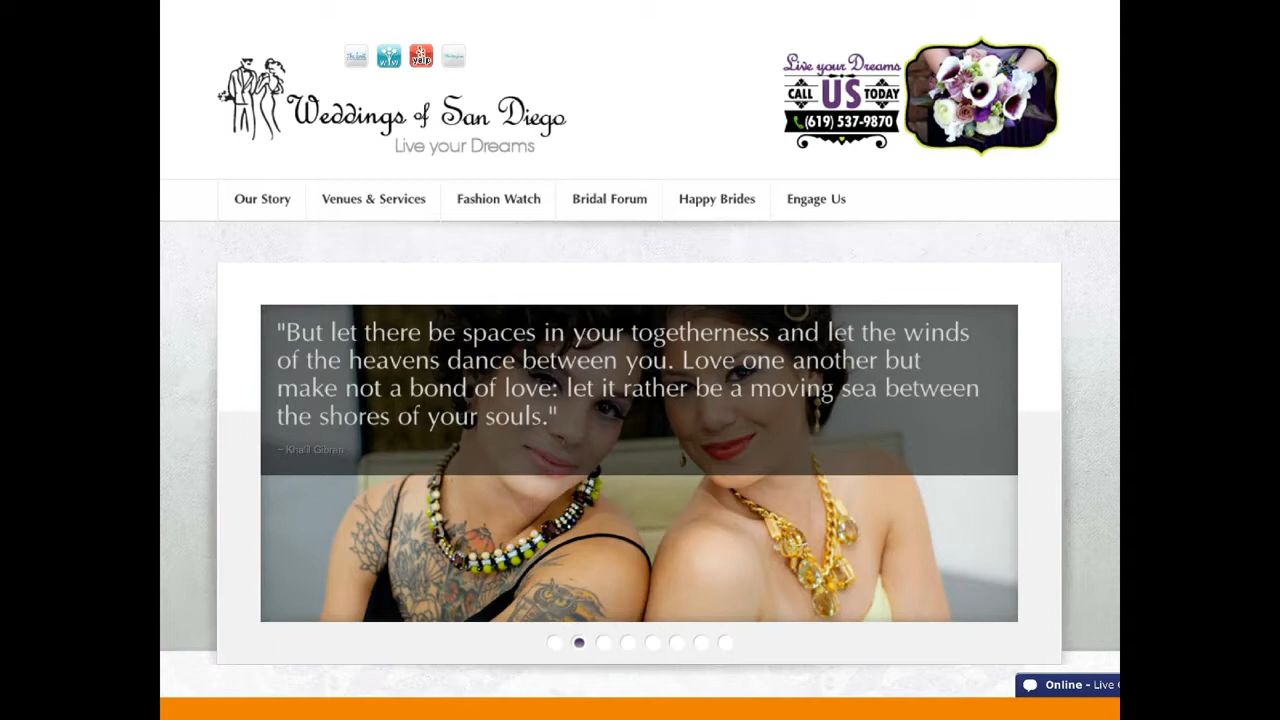 yelp
Weddings of San Diego
Live your Dreams
Live your Dreams
CALL US TODAY
(619) 537-9870
Our Story
Venues & Services
Fashion Watch
Bridal Forum
Happy Brides
Engage Us
"But let there be spaces in your togetherness and let the winds
of the heavens dance between you. Love one another but
make not a bond of love: let it rather be a moving sea between
the shores of your souls."
~ Khalil Gibran
Online - Live